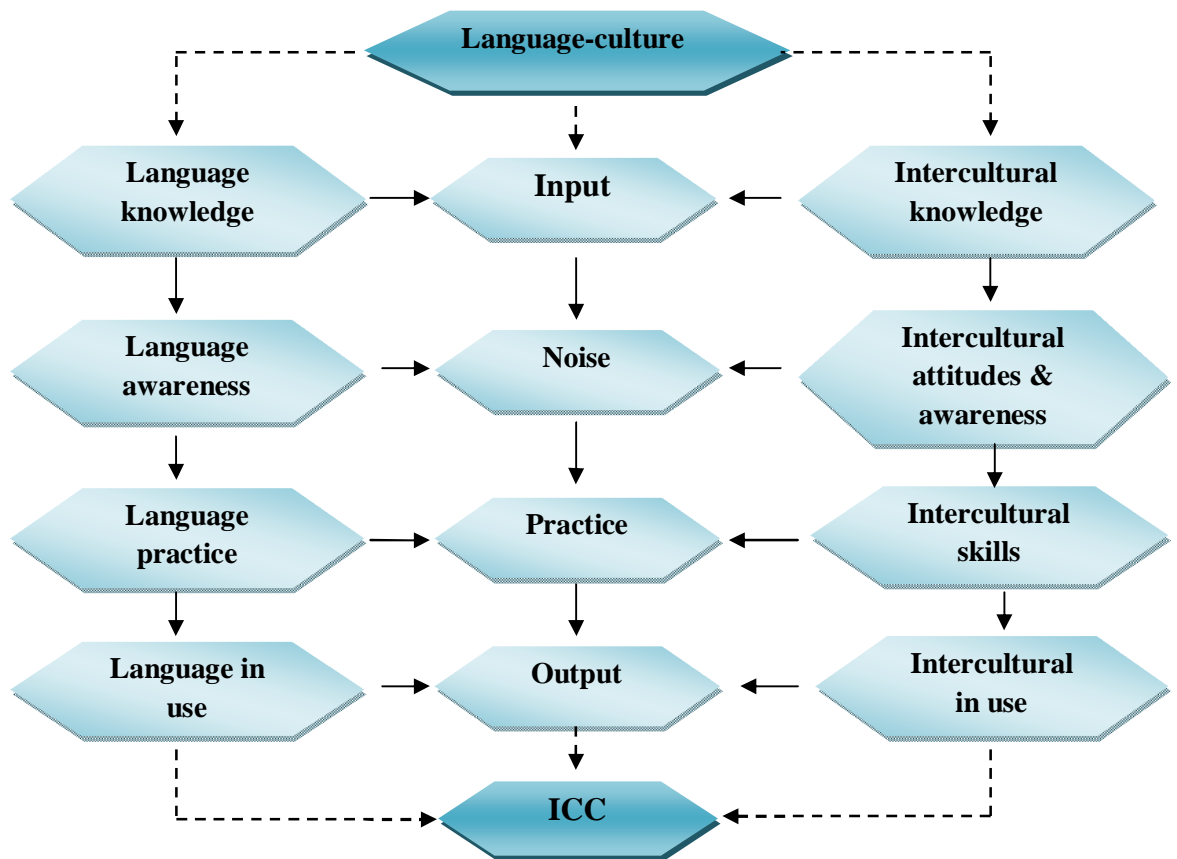 Language-culture
Language
knowledge
Input
Intercultural
knowledge
Language
awareness
Noise
Intercultural
attitudes &
awareness
Language
practice
Practice
Intercultural
skills
Language in
use
Output
Intercultural
in use
ICC